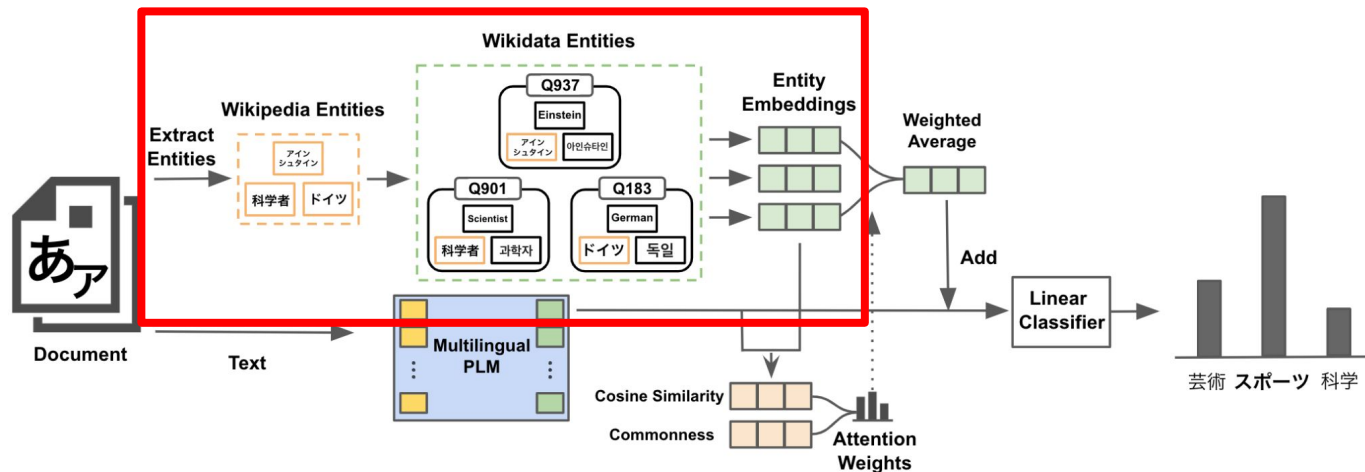 Wikidata Entities
Q937
Einstein
アイン
シュタイン
아인슈타인
Q901
Scientist
科学者
과학자
Q183
German
ドイツ
독일
Wikipedia Entities
アイン
シュタイン
科学者
ドイツ
Extract
Entities
Entity
Embeddings
Weighted
Average
あア
Document
Text
Multilingual
PLM
Add
Linear
Classifier
Cosine Similarity
Commonness
Attention
Weights
芸術
スポーツ
科学